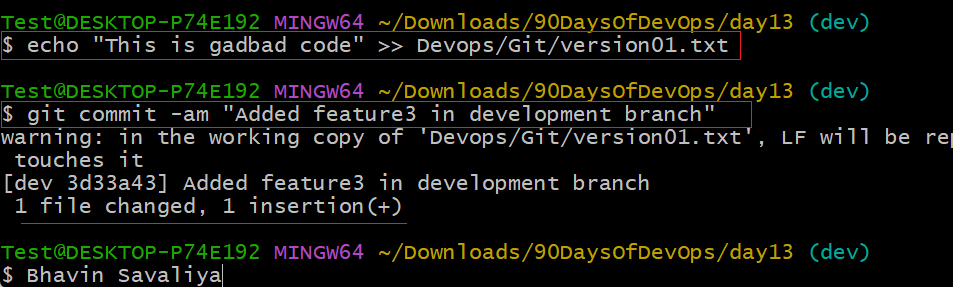 Test@DESKTOP-P74E192 MINGW64 ~/Downloads/90DaysOfDevOps/day13 (dev)
$ echo "This is gadbad code" >> Devops/Git/version01.txt
Test@DESKTOP-P74E192 MINGW64 ~/Downloads/90DaysOfDevOps/day13 (dev)
$ git commit -am "Added feature3 in development branch"
warning: in the working copy of 'Devops/Git/version01.txt', LF will be rep
touches it
[dev 3d33a43] Added feature3 in development branch
1 file changed, 1 insertion(+)
Test@DESKTOP-P74E192 MINGW64 ~/Downloads/90DaysOfDevOps/day13 (dev)
$ Bhavin Savaliya